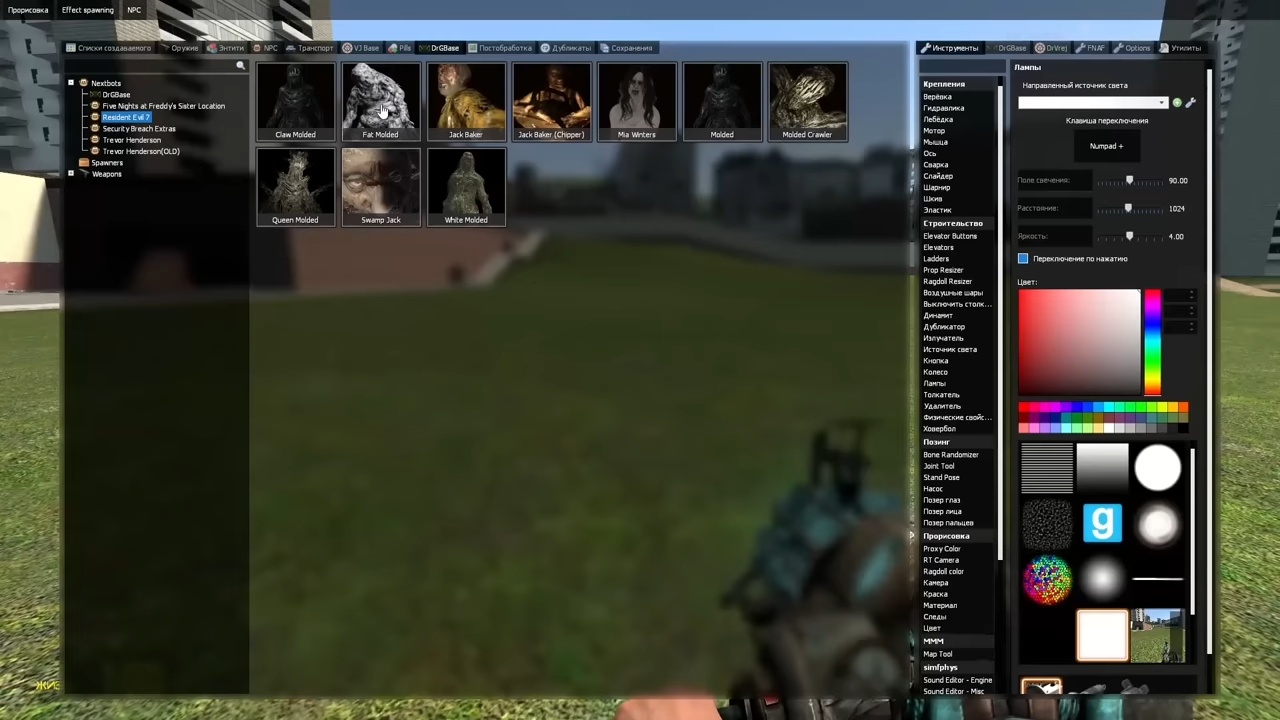 Прорисовка Effect spawning NPC
Списки создаваемого Оружие Энтити NPC Транспорт VJ Base Pills DrGBase Постобработка Дубликаты Сохранения
Nextbots
DrGBase
Five Nights at Freddy's Sister Location
Resident Evil 7
Security Breach Extras
Trevor Henderson
Trevor Henderson(OLD)
Spawners
Weapons
Claw Molded Fat Molded Jack Baker Jack Baker (Chipper) Mia Winters Molded Molded Crawler
Queen Molded Swamp Jack White Molded
Инструменты DrGBase DrVrej FNAF Options Утилиты
Крепления
Верёвка
Гидравлика
Лебёдка
Мотор
Мышца
Ось
Сварка
Слайдер
Шарнир
Шкив
Эластик
Строительство
Elevator Buttons
Elevators
Ladders
Prop Resizer
Ragdoll Resizer
Воздушные шары
Выключить столк...
Динамит
Дубликатор
Излучатель
Источник света
Кнопка
Колесо
Лампы
Толкатель
Удалитель
Физические свойс...
Ховербол
Позинг
Bone Randomizer
Joint Tool
Stand Pose
Насос
Позер глаз
Позер лица
Позер пальцев
Прорисовка
Proxy Color
RT Camera
Ragdoll color
Камера
Краска
Материал
Следы
Цвет
МММ
Map Tool
simfphys
Sound Editor - Engine
Sound Editor - Misc
Лампы
Направленный источник света
Клавиша переключения
Numpad +
Поле свечения: 90.00
Расстояние: 1024
Яркость: 4.00
Переключение по нажатию
Цвет:
g